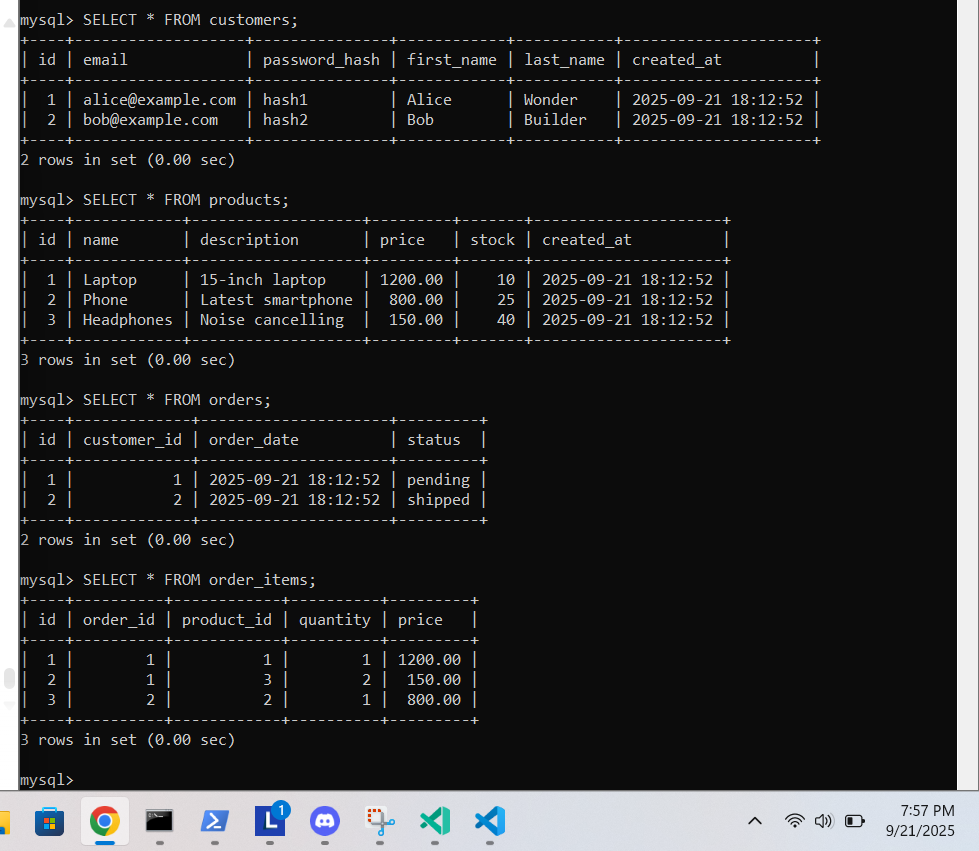 mysql> SELECT * FROM customers;
+----+-------------------+---------------+------------+-----------+---------------------+
| id | email             | password_hash | first_name | last_name | created_at          |
+----+-------------------+---------------+------------+-----------+---------------------+
|  1 | alice@example.com | hash1         | Alice      | Wonder    | 2025-09-21 18:12:52 |
|  2 | bob@example.com   | hash2         | Bob        | Builder   | 2025-09-21 18:12:52 |
+----+-------------------+---------------+------------+-----------+---------------------+
2 rows in set (0.00 sec)

mysql> SELECT * FROM products;
+----+------------+-------------------+---------+-------+---------------------+
| id | name       | description       | price   | stock | created_at          |
+----+------------+-------------------+---------+-------+---------------------+
|  1 | Laptop     | 15-inch laptop    | 1200.00 |    10 | 2025-09-21 18:12:52 |
|  2 | Phone      | Latest smartphone |  800.00 |    25 | 2025-09-21 18:12:52 |
|  3 | Headphones | Noise cancelling  |  150.00 |    40 | 2025-09-21 18:12:52 |
+----+------------+-------------------+---------+-------+---------------------+
3 rows in set (0.00 sec)

mysql> SELECT * FROM orders;
+----+-------------+---------------------+---------+
| id | customer_id | order_date          | status  |
+----+-------------+---------------------+---------+
|  1 |           1 | 2025-09-21 18:12:52 | pending |
|  2 |           2 | 2025-09-21 18:12:52 | shipped |
+----+-------------+---------------------+---------+
2 rows in set (0.00 sec)

mysql> SELECT * FROM order_items;
+----+----------+------------+----------+---------+
| id | order_id | product_id | quantity | price   |
+----+----------+------------+----------+---------+
|  1 |        1 |          1 |        1 | 1200.00 |
|  2 |        1 |          3 |        2 |  150.00 |
|  3 |        2 |          2 |        1 |  800.00 |
+----+----------+------------+----------+---------+
3 rows in set (0.00 sec)

mysql>
L 1
7:57 PM
9/21/2025